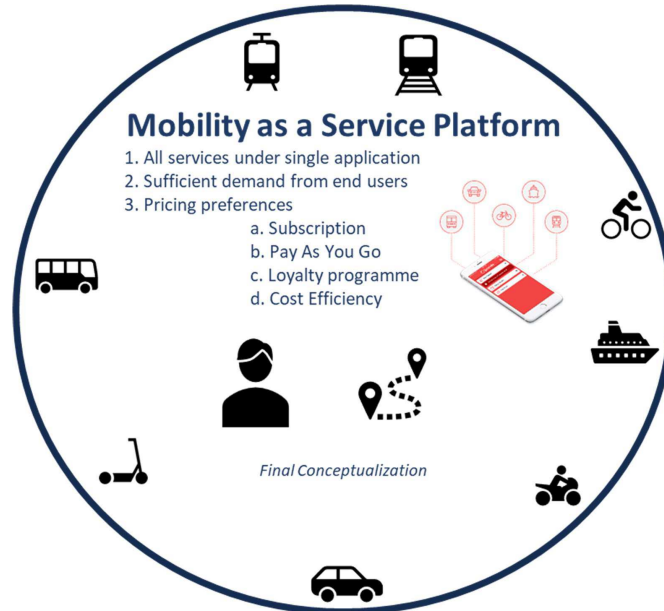 Mobility as a Service Platform
1. All services under single application
2. Sufficient demand from end users
3. Pricing preferences
a. Subscription
b. Pay As You Go
c. Loyalty programme
d. Cost Efficiency
Final Conceptualization